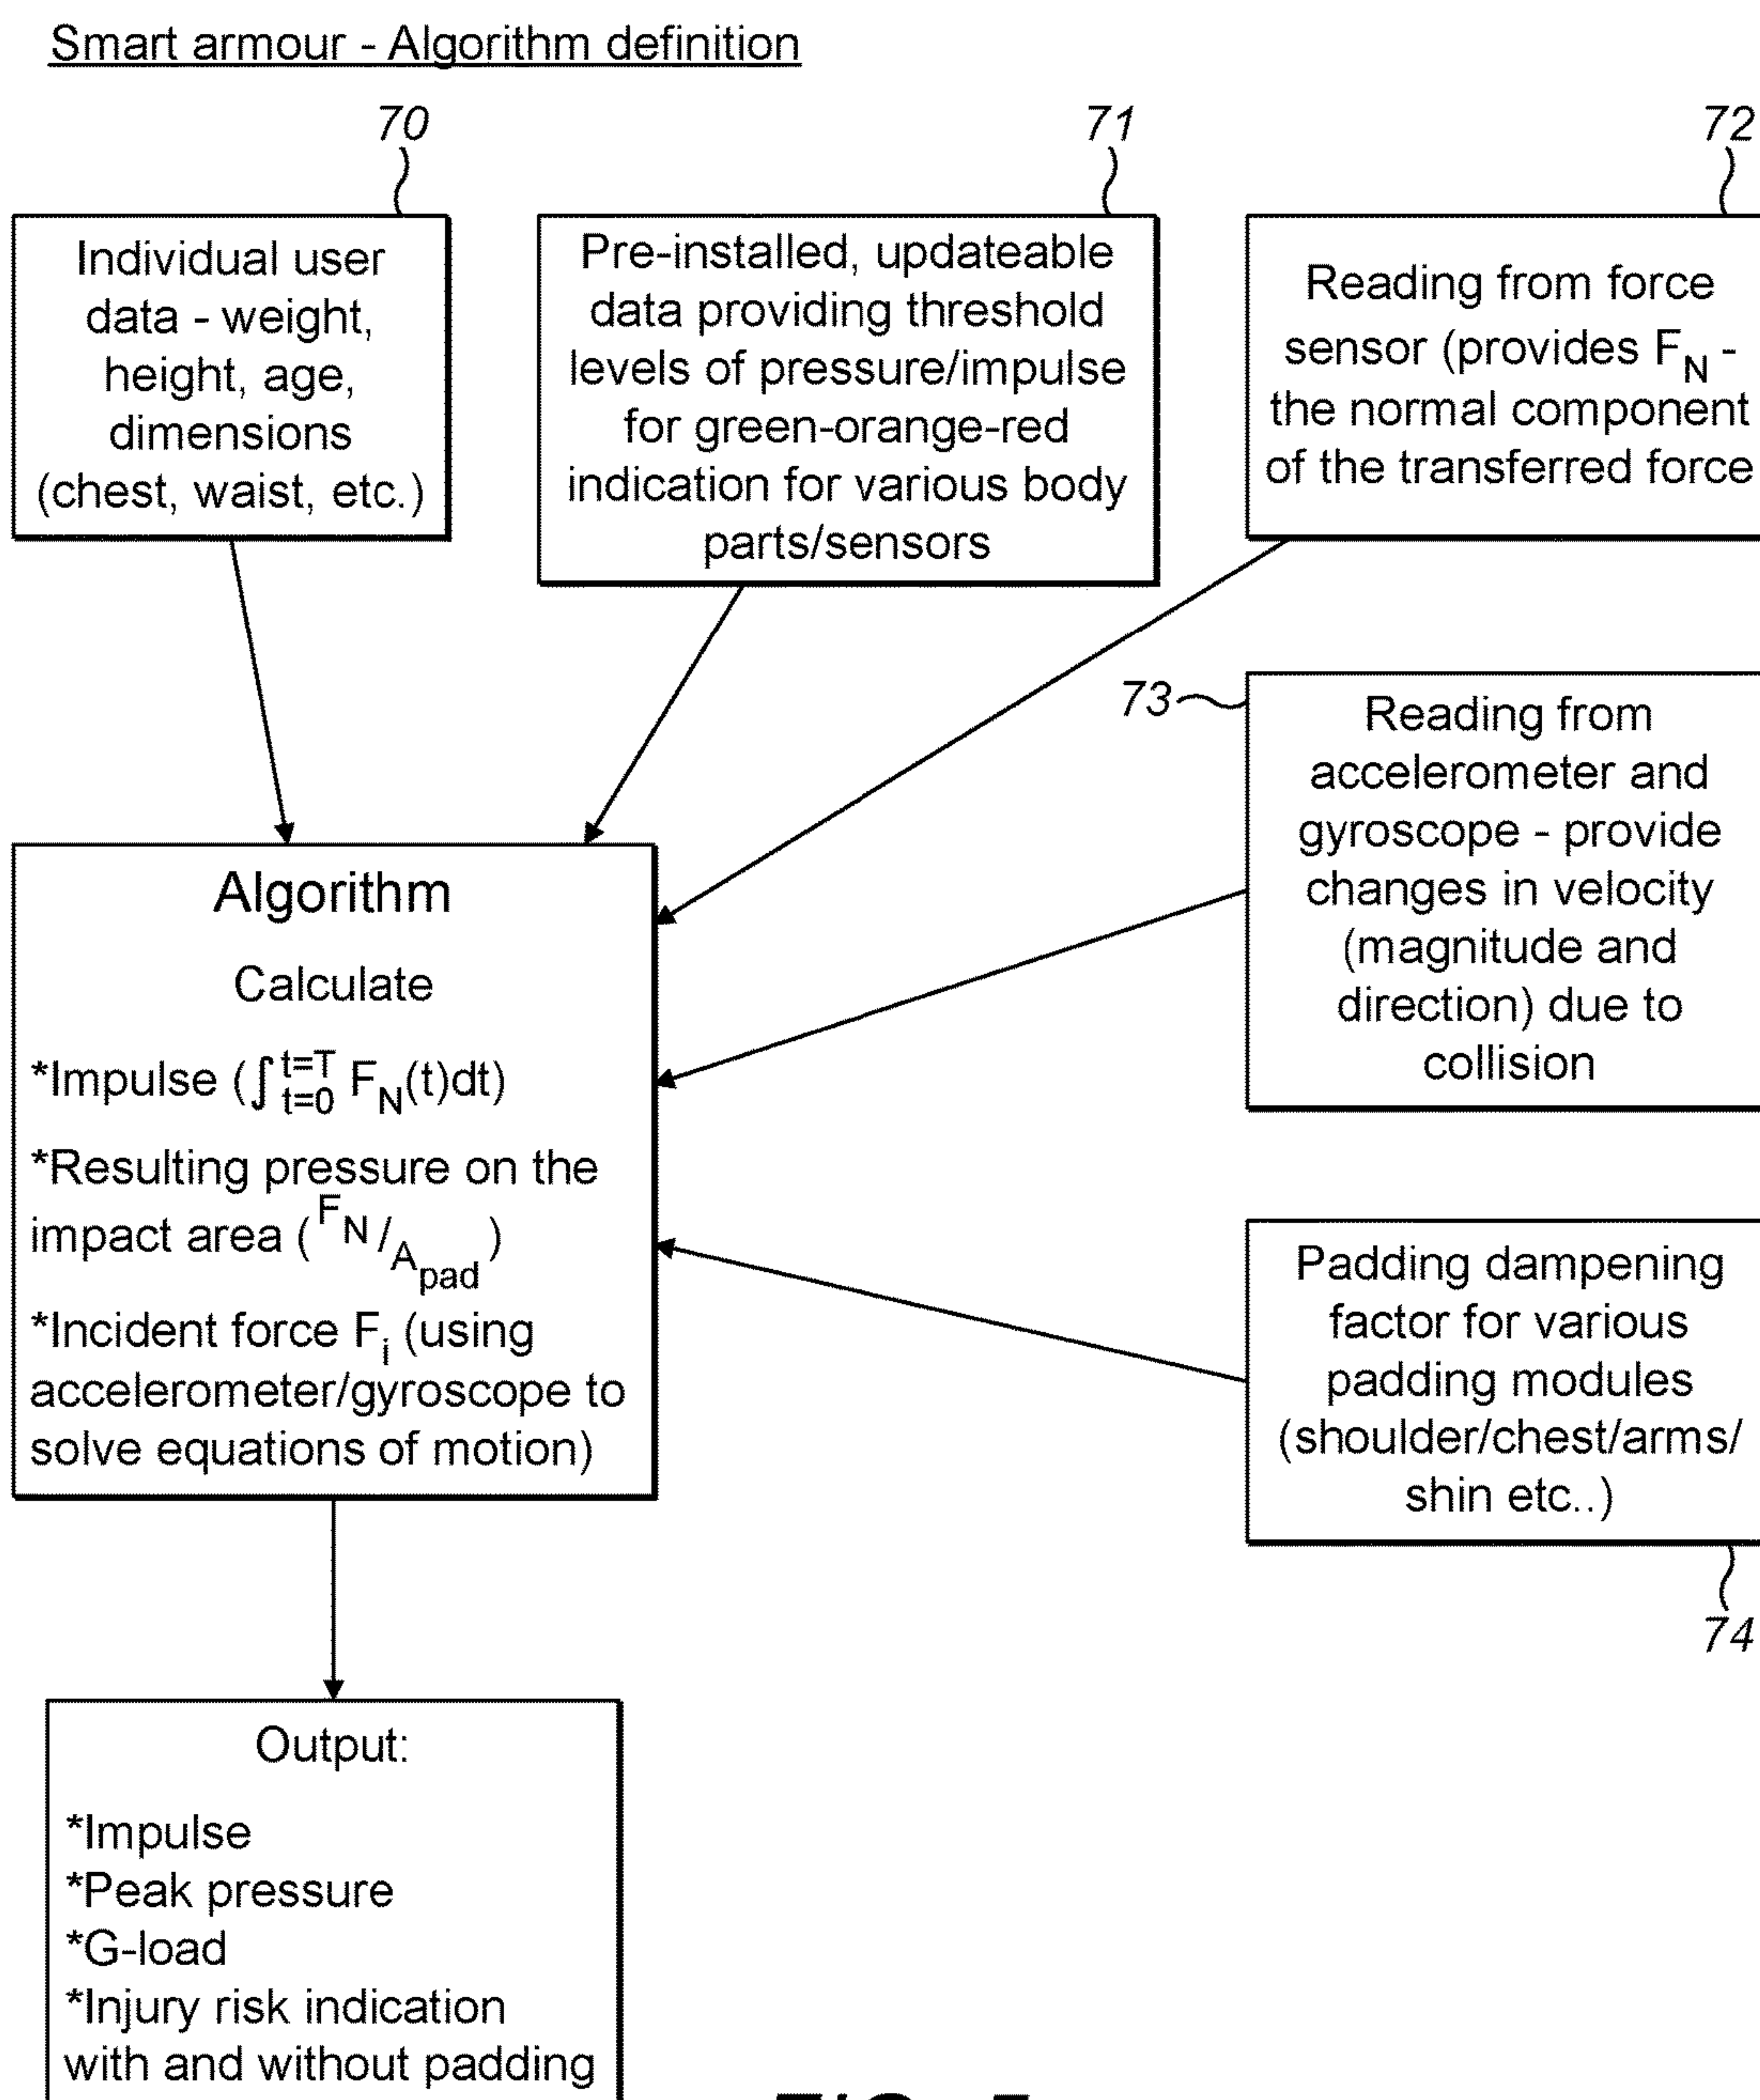 Smart armour - Algorithm definition
70
71
72
Individual user
data - weight,
height, age,
dimensions
(chest, waist, etc.)
Pre-installed, updateable
data providing threshold
levels of pressure/impulse
for green-orange-red
indication for various body
parts/sensors
Reading from force
sensor (provides F_N -
the normal component
of the transferred force
73
Reading from
accelerometer and
gyroscope - provide
changes in velocity
(magnitude and
direction) due to
collision
Algorithm
Calculate
*Impulse (∫_{t=0}^{t=T} F_N(t)dt)
*Resulting pressure on the
impact area (F_N/A_pad)
*Incident force F_i (using
accelerometer/gyroscope to
solve equations of motion)
Padding dampening
factor for various
padding modules
(shoulder/chest/arms/
shin etc..)
74
Output:
*Impulse
*Peak pressure
*G-load
*Injury risk indication
with and without padding